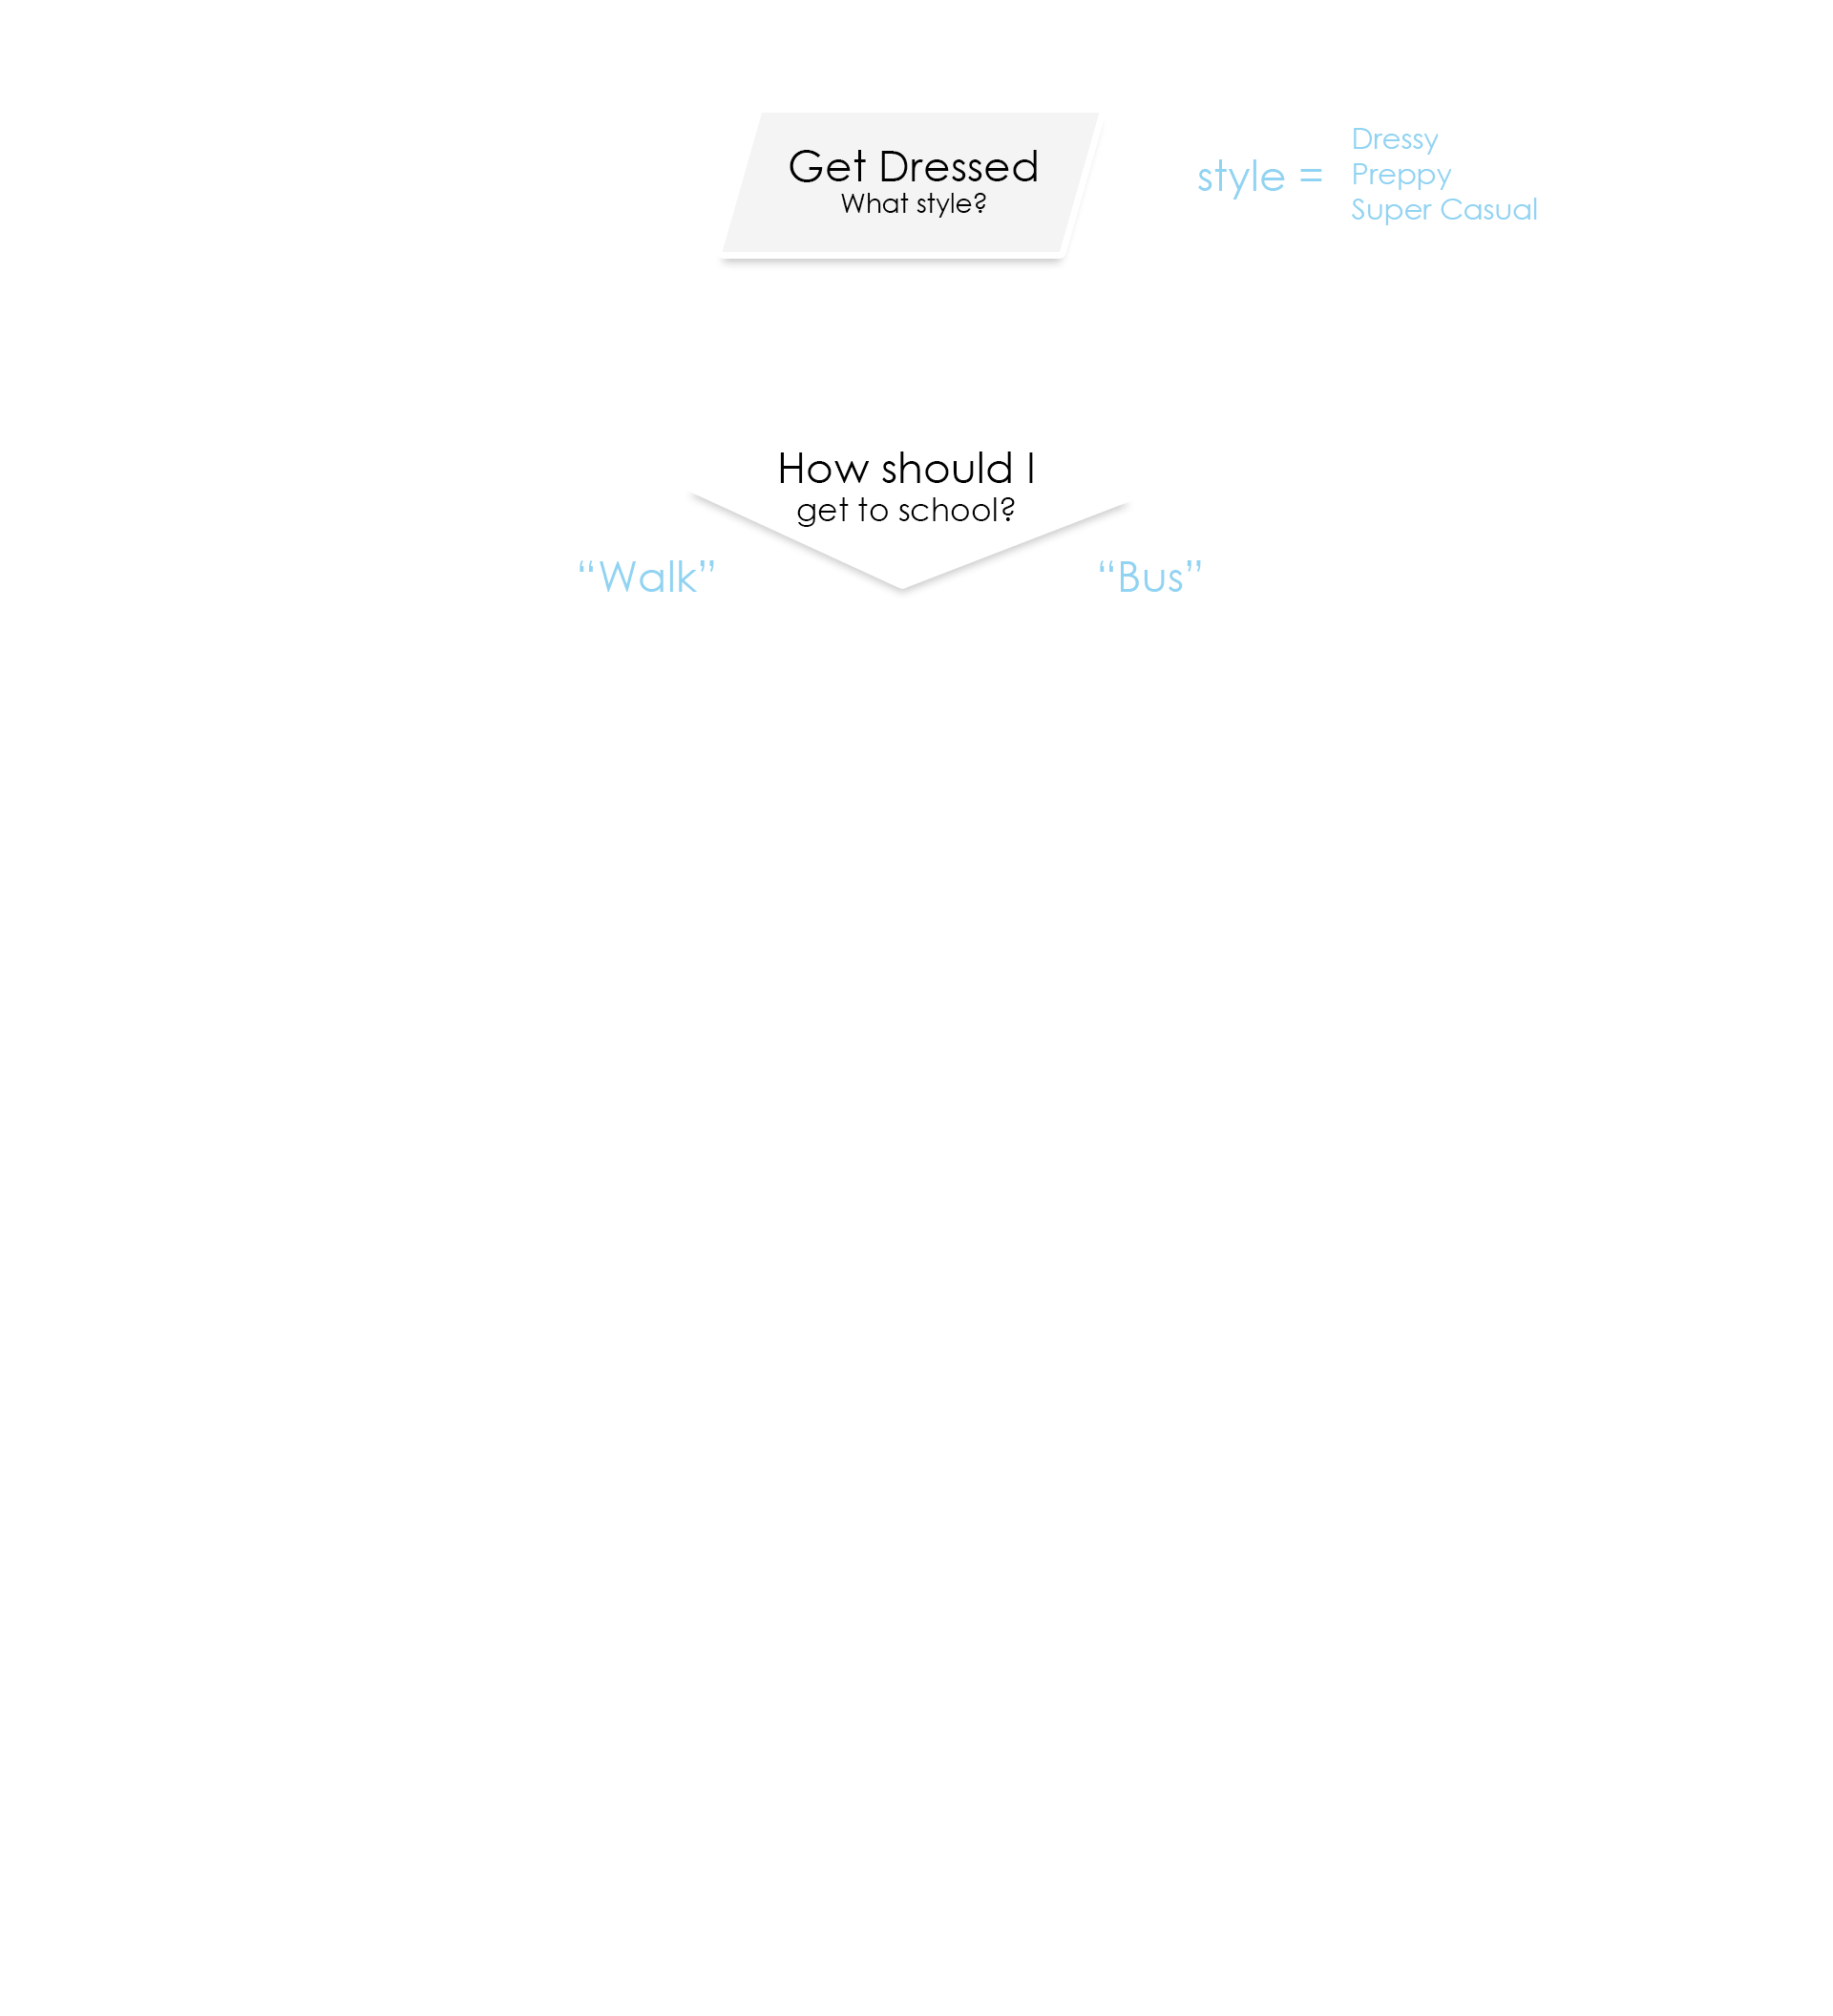 Get Dressed
What style?
style =
Dressy
Preppy
Super Casual
How should I
get to school?
“Walk”
“Bus”